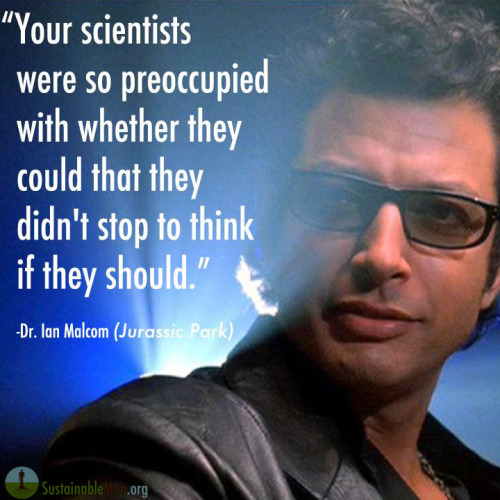 “Your scientists
were so preoccupied
with whether they
could that they
didn't stop to think
if they should.”
-Dr. Ian Malcom (Jurassic Park)
SustainableMan.org